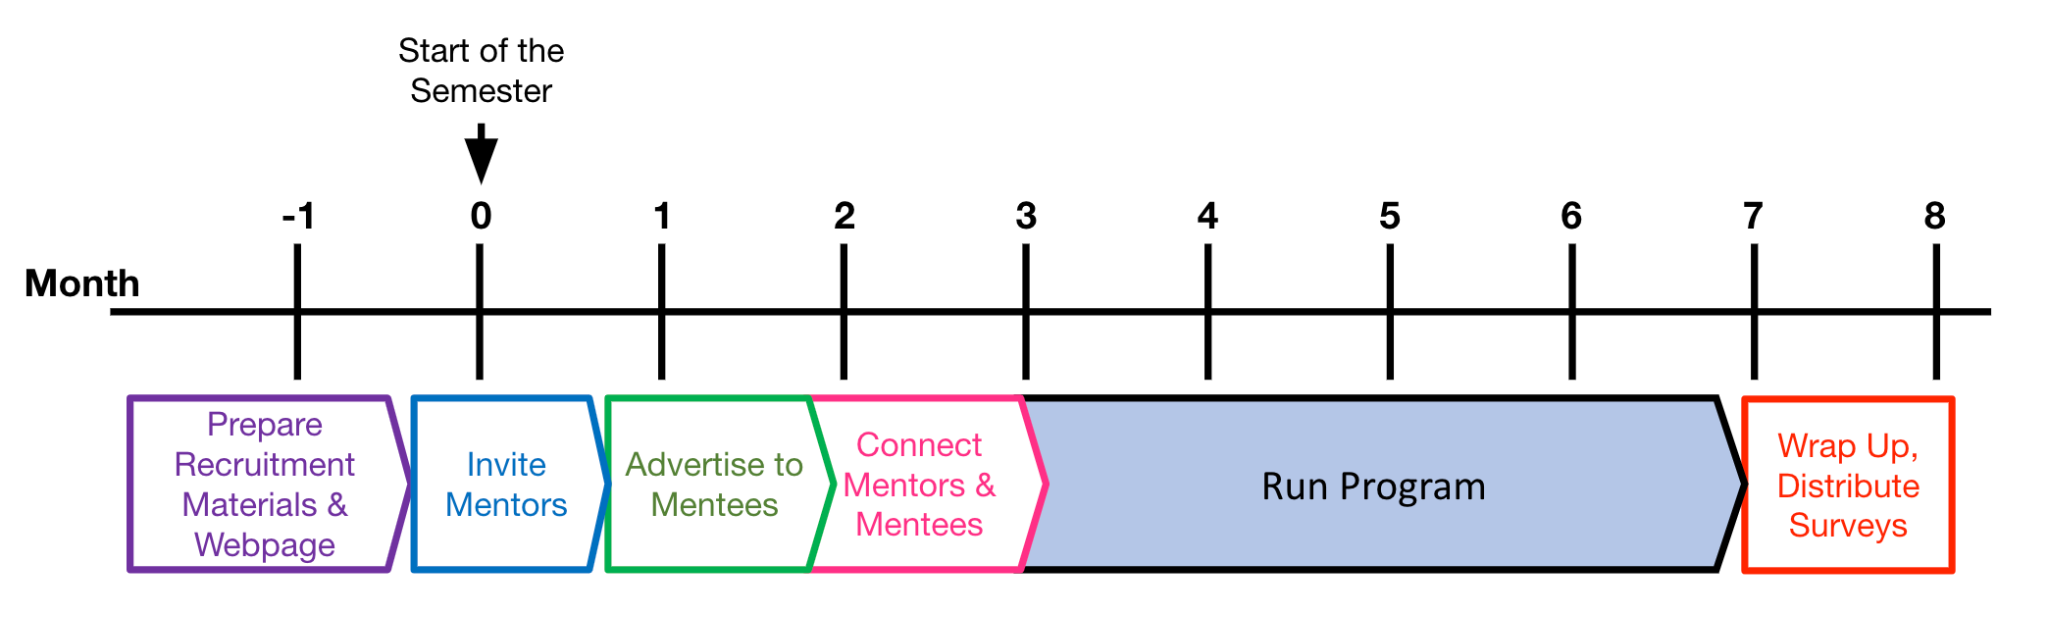 Start of the
Semester
-1 0 1 2 3 4 5 6 7 8
Month
Prepare
Recruitment
Materials &
Webpage
Invite
Mentors
Advertise to
Mentees
Connect
Mentors &
Mentees
Run Program
Wrap Up,
Distribute
Surveys